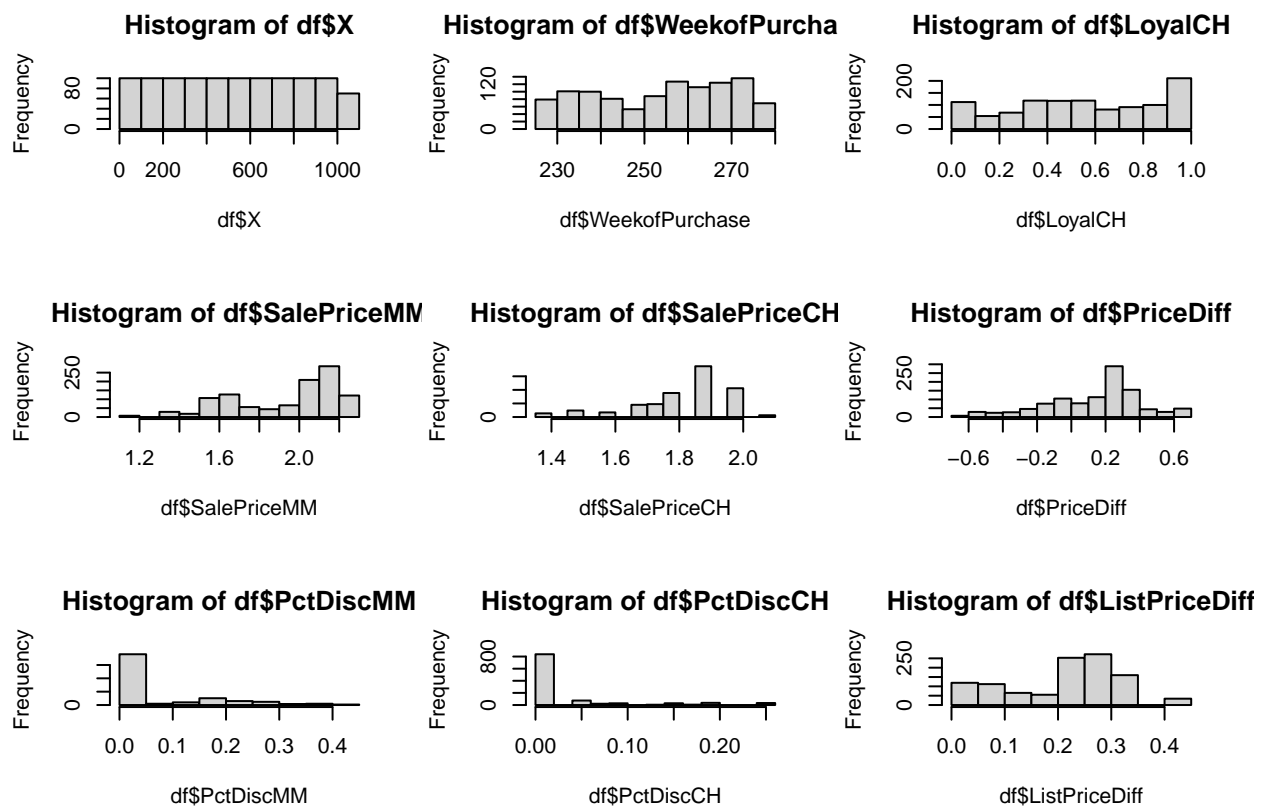 Histogram of df$X
Frequency
0 80
0 200 600 1000
df$X
Histogram of df$WeekofPurcha
Frequency
0 120
230 250 270
df$WeekofPurchase
Histogram of df$LoyalCH
Frequency
0 200
0.0 0.2 0.4 0.6 0.8 1.0
df$LoyalCH
Histogram of df$SalePriceMM
Frequency
0 250
1.2 1.6 2.0
df$SalePriceMM
Histogram of df$SalePriceCH
Frequency
0
1.4 1.6 1.8 2.0
df$SalePriceCH
Histogram of df$PriceDiff
Frequency
0 250
−0.6 −0.2 0.2 0.6
df$PriceDiff
Histogram of df$PctDiscMM
Frequency
0
0.0 0.1 0.2 0.3 0.4
df$PctDiscMM
Histogram of df$PctDiscCH
Frequency
0 800
0.00 0.10 0.20
df$PctDiscCH
Histogram of df$ListPriceDiff
Frequency
0 250
0.0 0.1 0.2 0.3 0.4
df$ListPriceDiff